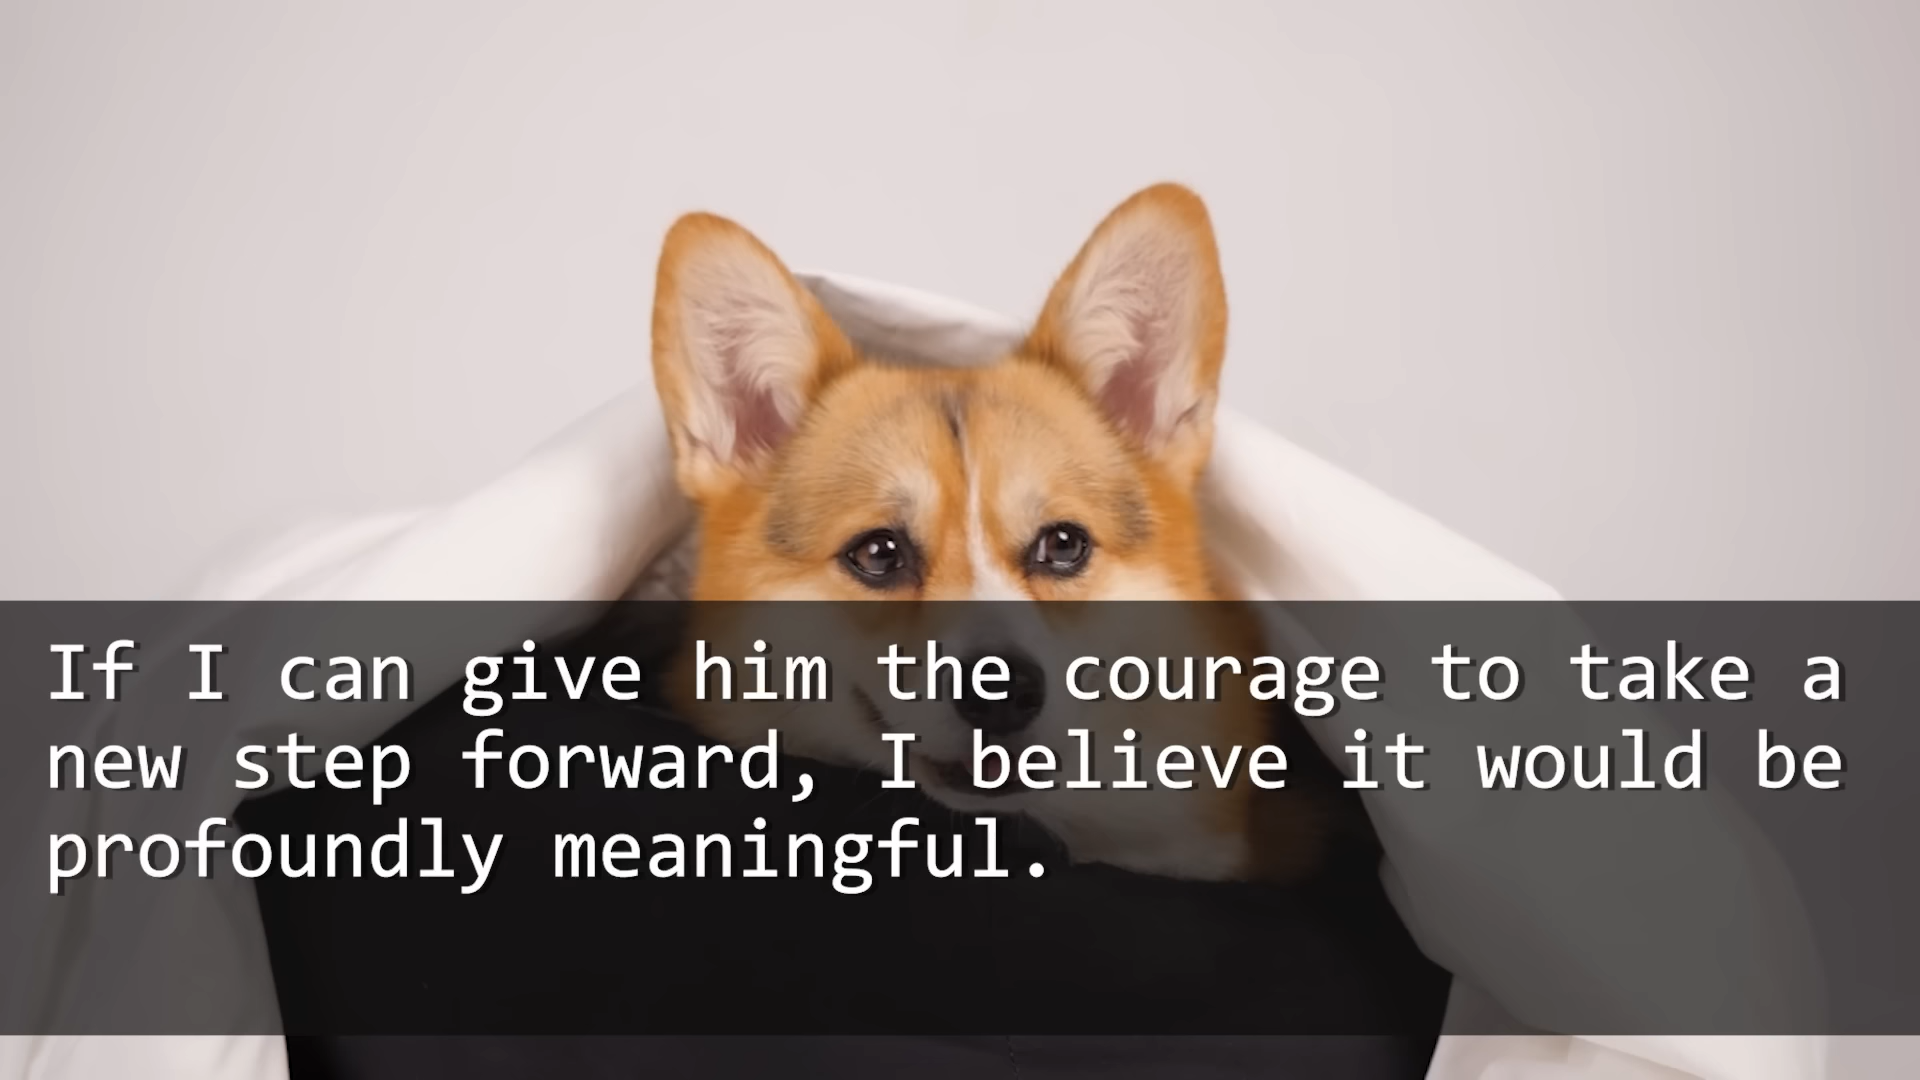 If I can give him the courage to take a
new step forward, I believe it would be
profoundly meaningful.